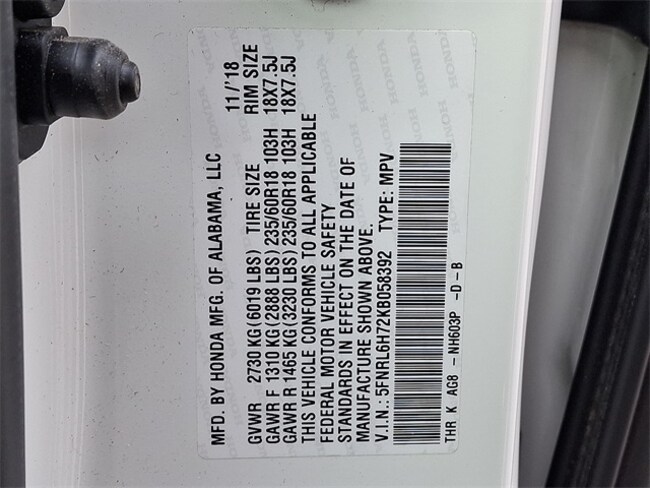 MFD. BY HONDA MFG. OF ALABAMA, LLC 11/'18
GVWR 2730 KG(6019 LBS) TIRE SIZE RIM SIZE
GAWR F 1310 KG(2888 LBS) 235/60R18 103H 18X7.5J
GAWR R 1465 KG(3230 LBS) 235/60R18 103H 18X7.5J
THIS VEHICLE CONFORMS TO ALL APPLICABLE
FEDERAL MOTOR VEHICLE SAFETY
STANDARDS IN EFFECT ON THE DATE OF
MANUFACTURE SHOWN ABOVE.
V.I.N.: 5FNRL6H72KB058392 TYPE: MPV
THR K AG8 - NH603P -D-B